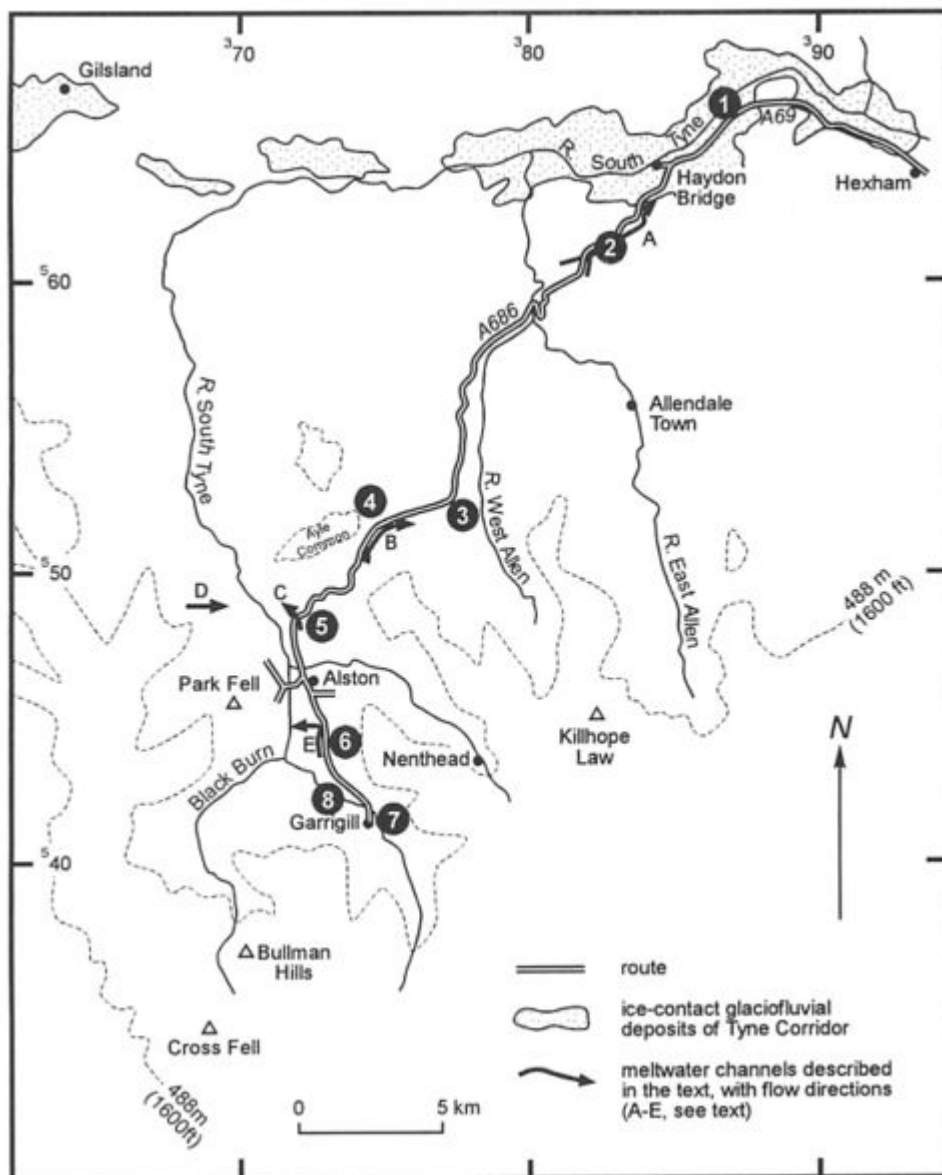 ³70
³80
³90
Gilsland
1
A69
R. South Tyne
Haydon
Bridge
Hexham
A
2
⁵60
A686
Allendale
Town
R. South Tyne
4
3
Ayle
Common
B
R. West Allen
R. East Allen
⁵50
D
C
5
488 m
(1600 ft)
Park Fell
Alston
Killhope
Law
N
E
6
Nenthead
Black Burn
8
7
Garrigill
⁵40
Bullman
Hills
route
ice-contact glaciofluvial
deposits of Tyne Corridor
Cross Fell
meltwater channels described
in the text, with flow directions
(A-E, see text)
488m
(1600ft)
0 5 km